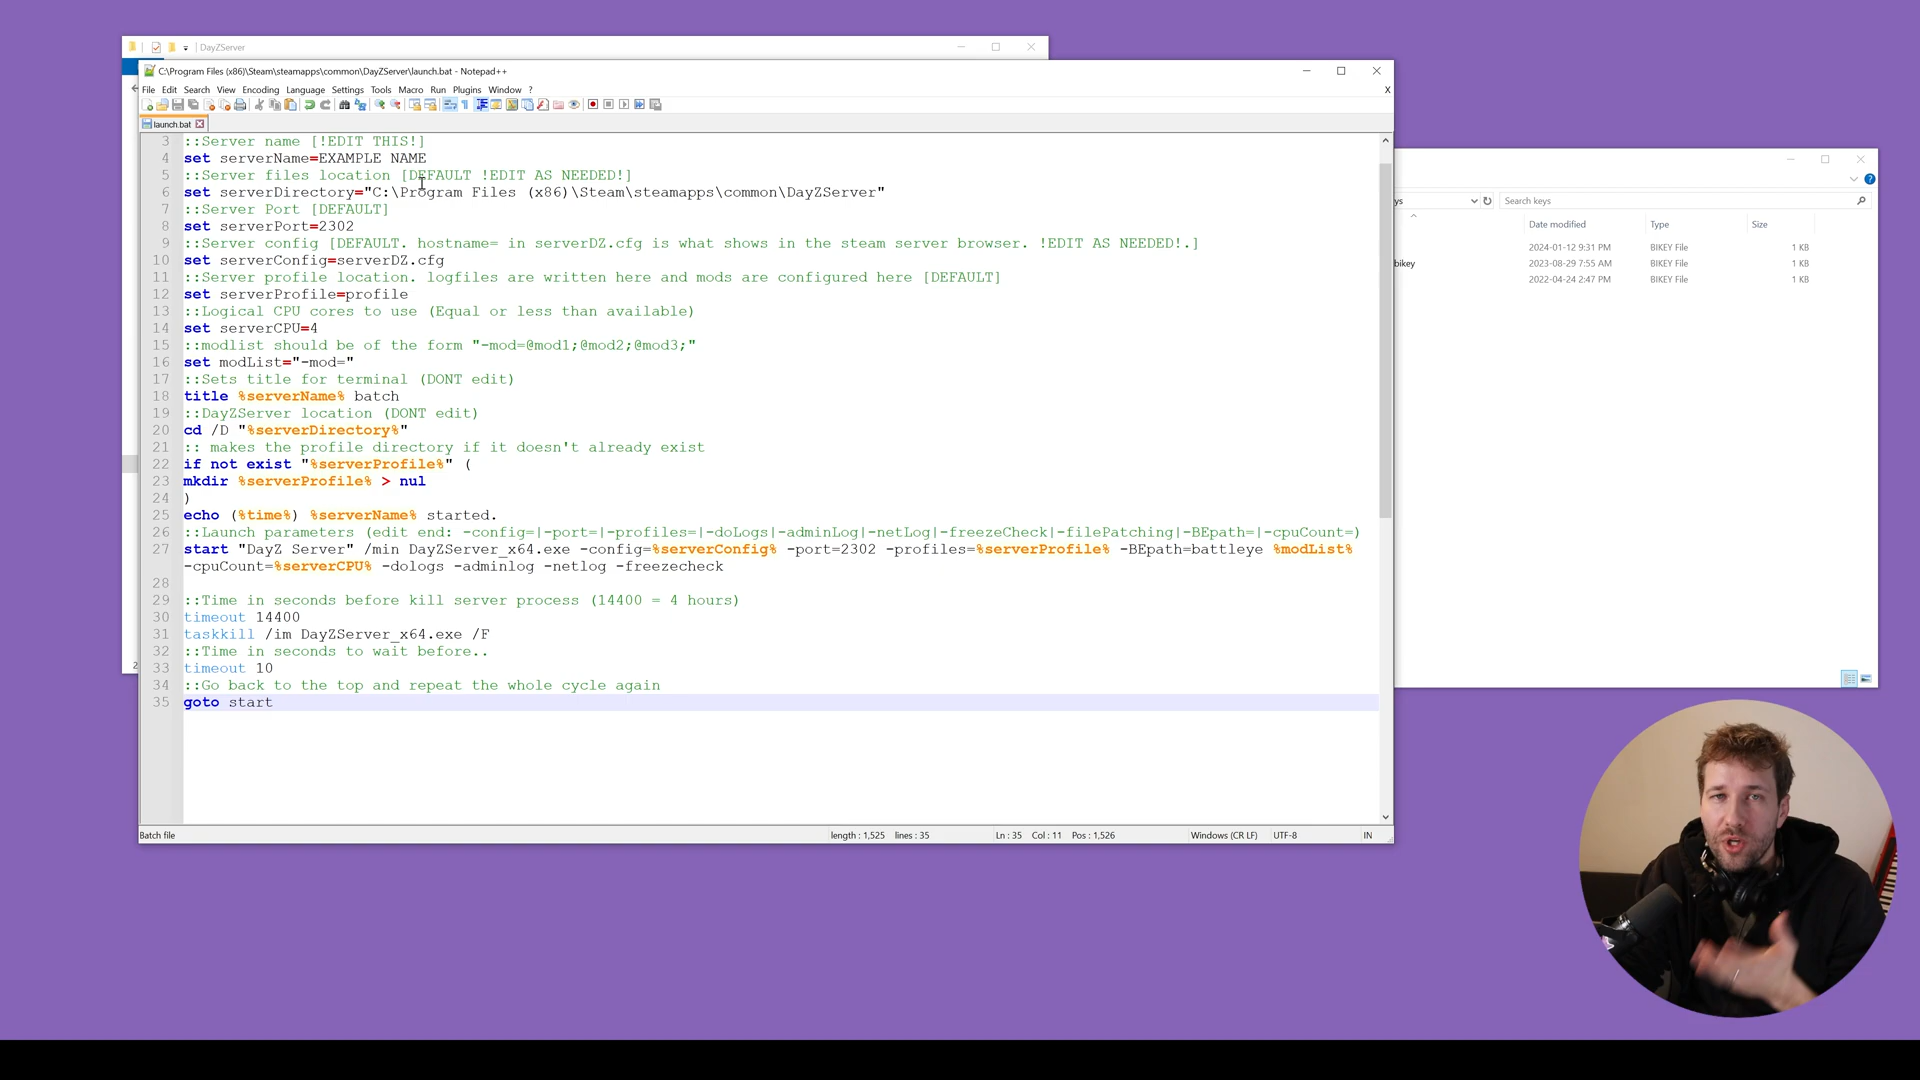 DayZServer
C:\Program Files (x86)\Steam\steamapps\common\DayZServer\launch.bat - Notepad++
File Edit Search View Encoding Language Settings Tools Macro Run Plugins Window ? X
launch.bat
3 ::Server name [!EDIT THIS!]
4 set serverName=EXAMPLE NAME
5 ::Server files location [DEFAULT !EDIT AS NEEDED!]
6 set serverDirectory="C:\Program Files (x86)\Steam\steamapps\common\DayZServer"
7 ::Server Port [DEFAULT]
8 set serverPort=2302
9 ::Server config [DEFAULT. hostname= in serverDZ.cfg is what shows in the steam server browser. !EDIT AS NEEDED!.]
10 set serverConfig=serverDZ.cfg
11 ::Server profile location. logfiles are written here and mods are configured here [DEFAULT]
12 set serverProfile=profile
13 ::Logical CPU cores to use (Equal or less than available)
14 set serverCPU=4
15 ::modlist should be of the form "-mod=@mod1;@mod2;@mod3;"
16 set modList="-mod="
17 ::Sets title for terminal (DONT edit)
18 title %serverName% batch
19 ::DayZServer location (DONT edit)
20 cd /D "%serverDirectory%"
21 :: makes the profile directory if it doesn't already exist
22 if not exist "%serverProfile%" (
23 mkdir %serverProfile% > nul
24 )
25 echo (%time%) %serverName% started.
26 ::Launch parameters (edit end: -config=|-port=|-profiles=|-doLogs|-adminLog|-netLog|-freezeCheck|-filePatching|-BEpath=|-cpuCount=)
27 start "DayZ Server" /min DayZServer_x64.exe -config=%serverConfig% -port=2302 -profiles=%serverProfile% -BEpath=battleye %modList%
-cpuCount=%serverCPU% -dologs -adminlog -netlog -freezecheck
28
29 ::Time in seconds before kill server process (14400 = 4 hours)
30 timeout 14400
31 taskkill /im DayZServer_x64.exe /F
32 ::Time in seconds to wait before..
33 timeout 10
34 ::Go back to the top and repeat the whole cycle again
35 goto start
Batch file length : 1,525 lines : 35 Ln : 35 Col : 11 Pos : 1,526 Windows (CR LF) UTF-8 IN
2
ys Search keys
Date modified Type Size
2024-01-12 9:31 PM BIKEY File 1 KB
bikey 2023-08-29 7:55 AM BIKEY File 1 KB
2022-04-24 2:47 PM BIKEY File 1 KB